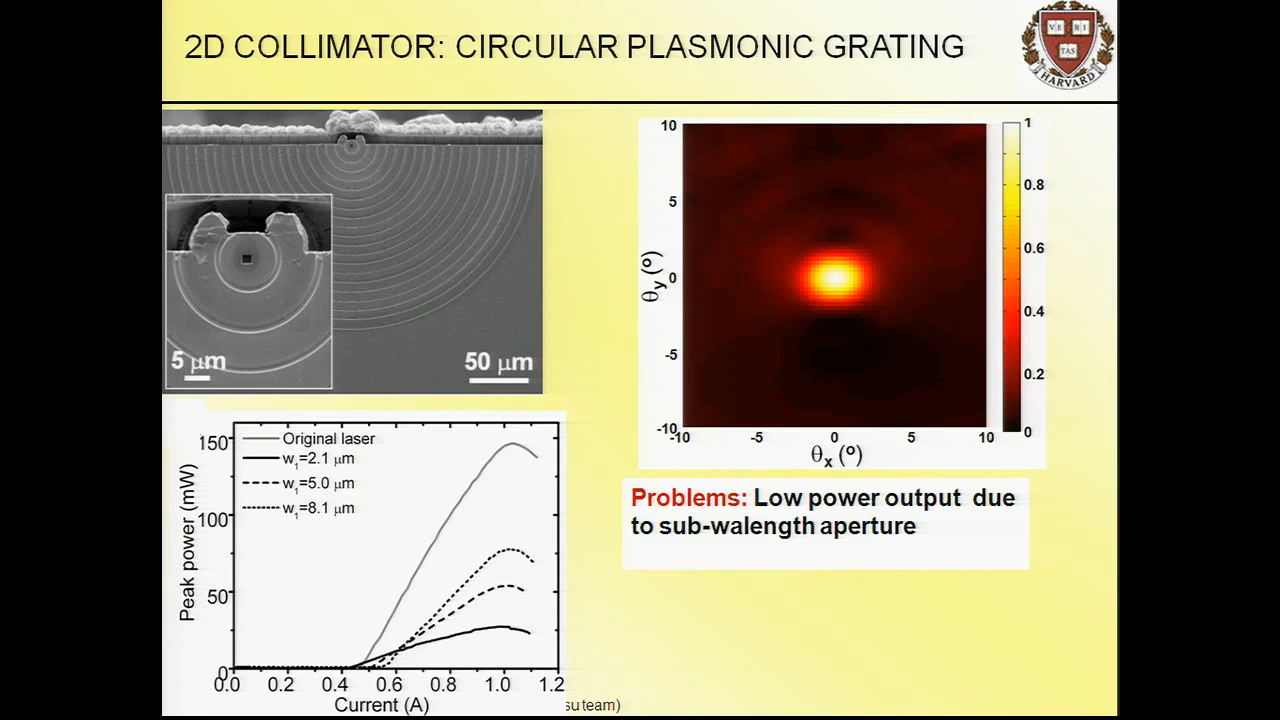 2D COLLIMATOR: CIRCULAR PLASMONIC GRATING
VE RI
TAS
HARVARD
5 μm
50 μm
10
5
0
-5
-10
-10 -5 0 5 10
θy (º)
θx (º)
1
0.8
0.6
0.4
0.2
0
Original laser
w1=2.1 μm
w1=5.0 μm
w1=8.1 μm
150
100
50
0
Peak power (mW)
0.0 0.2 0.4 0.6 0.8 1.0 1.2
Current (A)
Problems: Low power output due
to sub-walength aperture
su team)